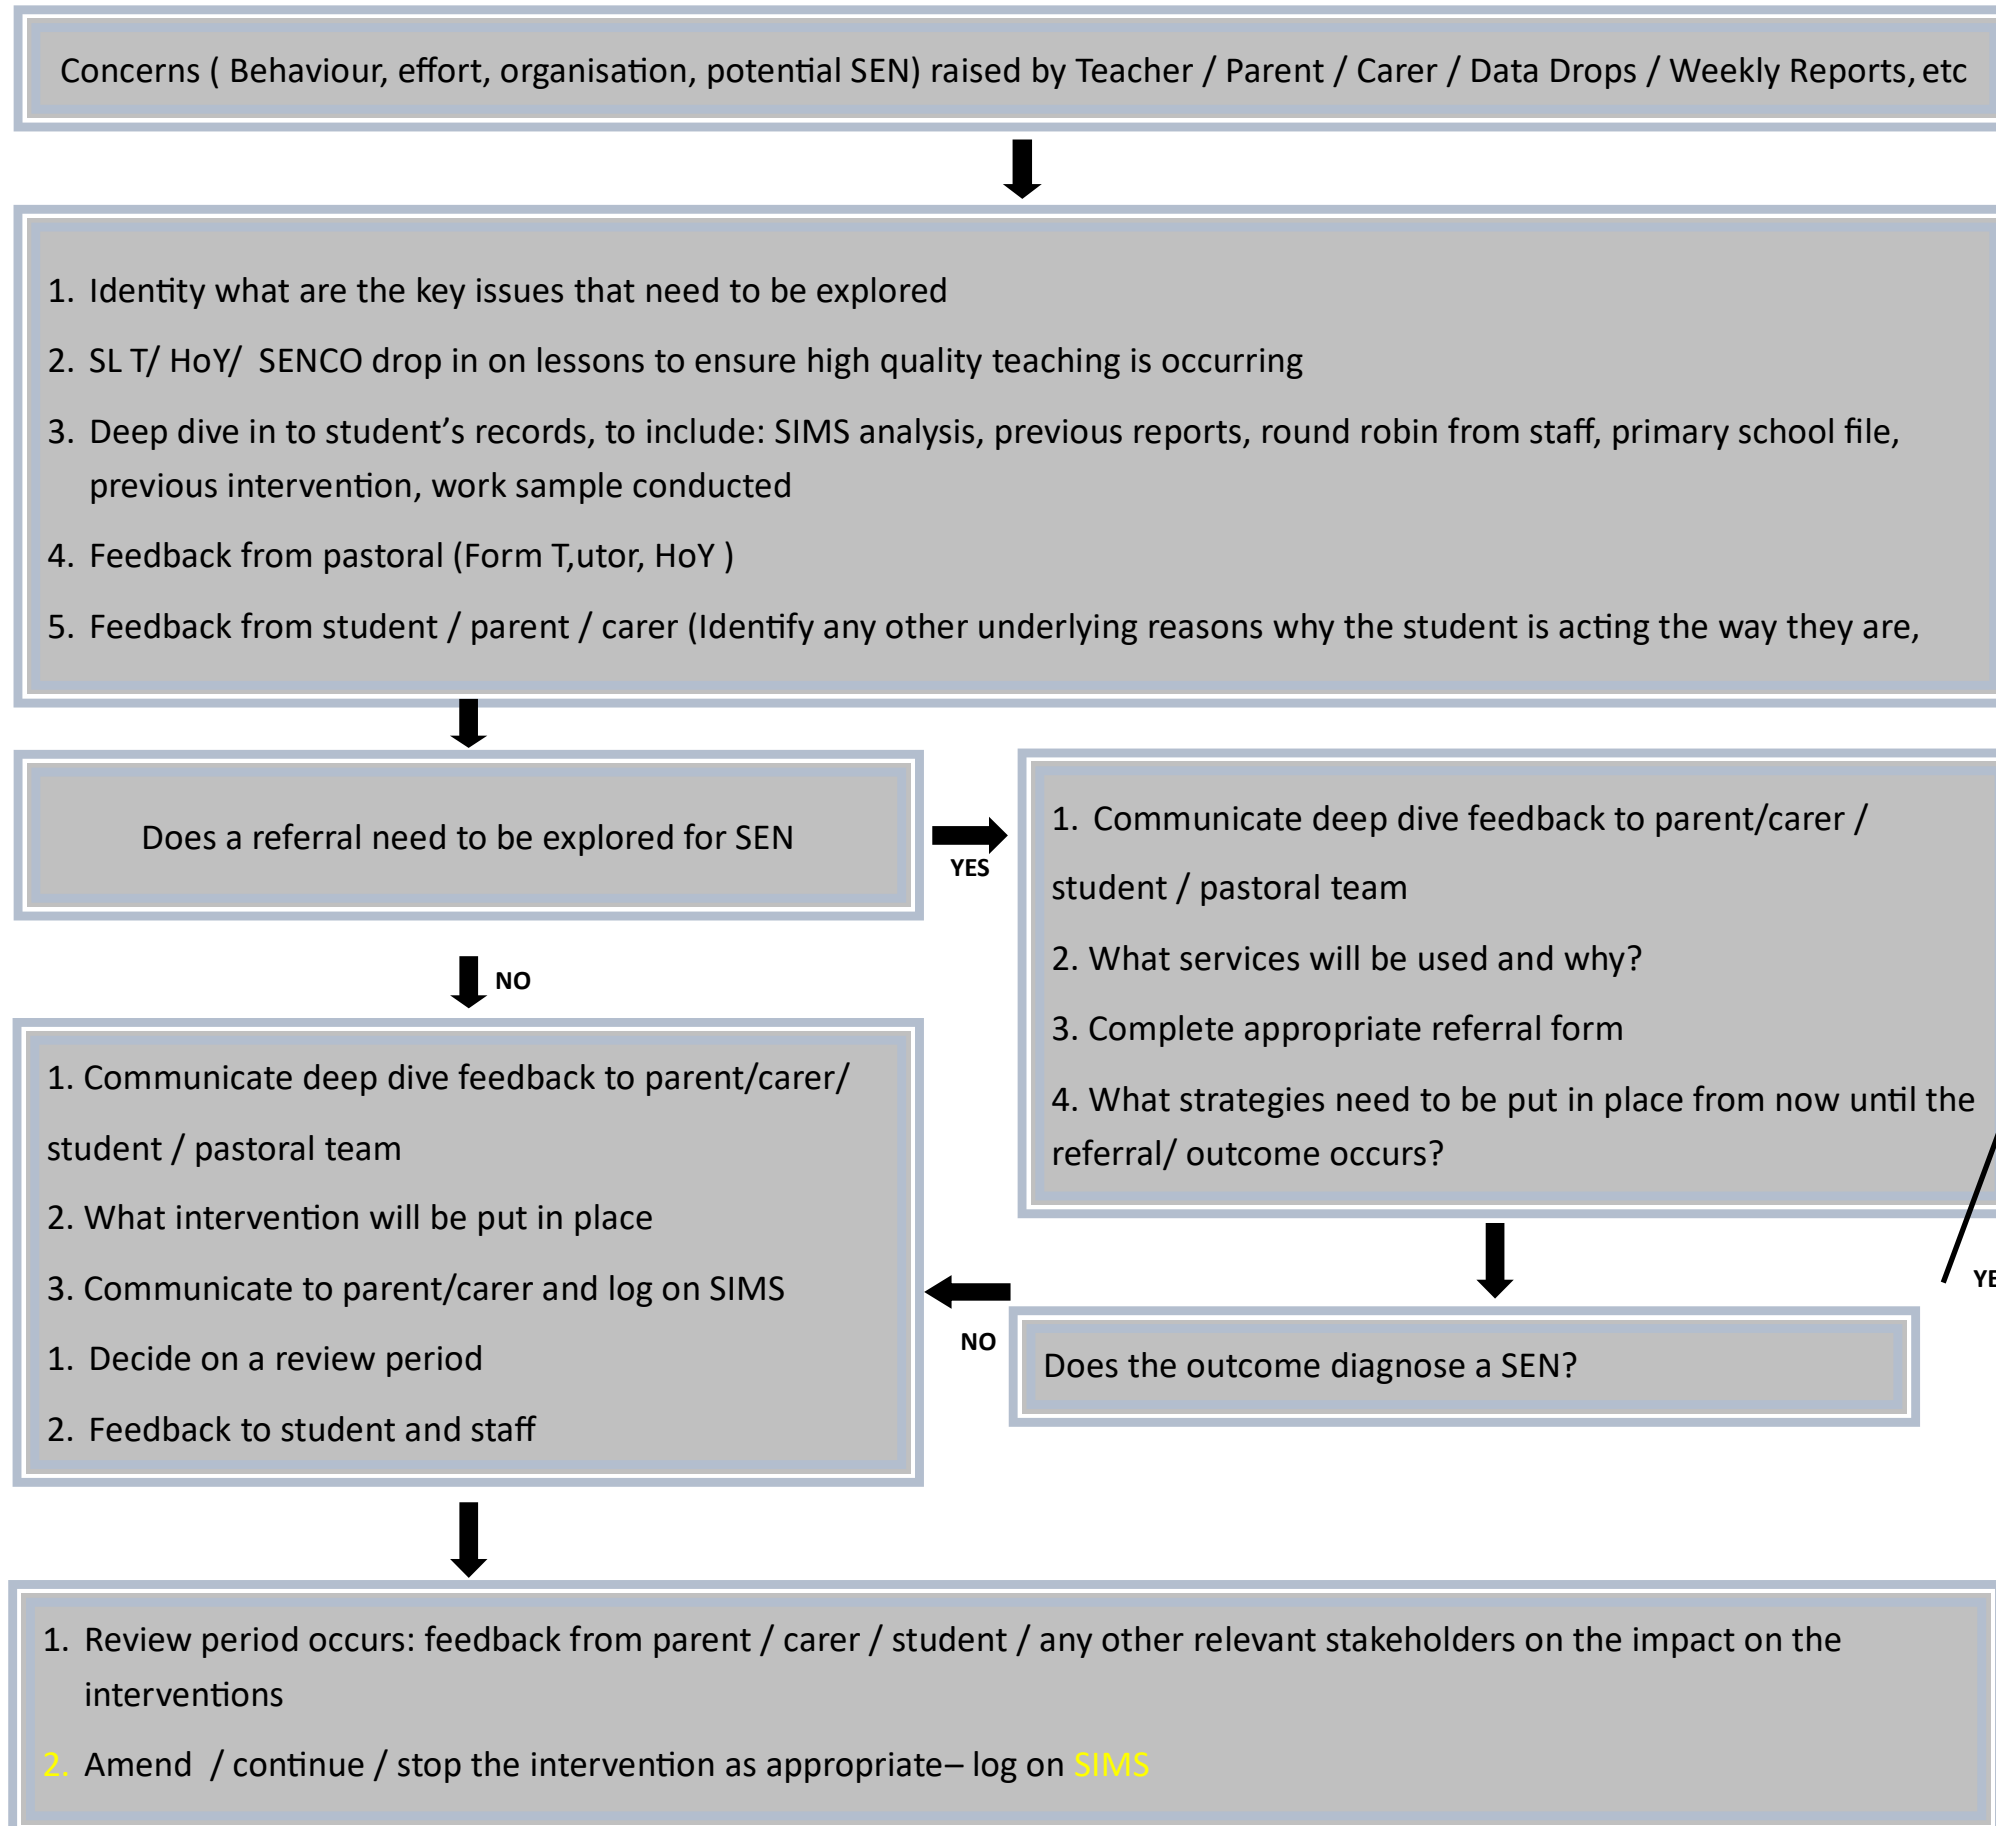 Concerns ( Behaviour, effort, organisation, potential SEN) raised by Teacher / Parent / Carer / Data Drops / Weekly Reports, etc
1. Identity what are the key issues that need to be explored
2. SL T/ HoY/ SENCO drop in on lessons to ensure high quality teaching is occurring
3. Deep dive in to student’s records, to include: SIMS analysis, previous reports, round robin from staff, primary school file,
previous intervention, work sample conducted
4. Feedback from pastoral (Form T,utor, HoY )
5. Feedback from student / parent / carer (Identify any other underlying reasons why the student is acting the way they are,
Does a referral need to be explored for SEN
YES
1. Communicate deep dive feedback to parent/carer /
student / pastoral team
2. What services will be used and why?
3. Complete appropriate referral form
4. What strategies need to be put in place from now until the
referral/ outcome occurs?
NO
1. Communicate deep dive feedback to parent/carer/
student / pastoral team
2. What intervention will be put in place
3. Communicate to parent/carer and log on SIMS
1. Decide on a review period
2. Feedback to student and staff
YE
NO
Does the outcome diagnose a SEN?
1. Review period occurs: feedback from parent / carer / student / any other relevant stakeholders on the impact on the
interventions
2. Amend / continue / stop the intervention as appropriate– log on SIMS